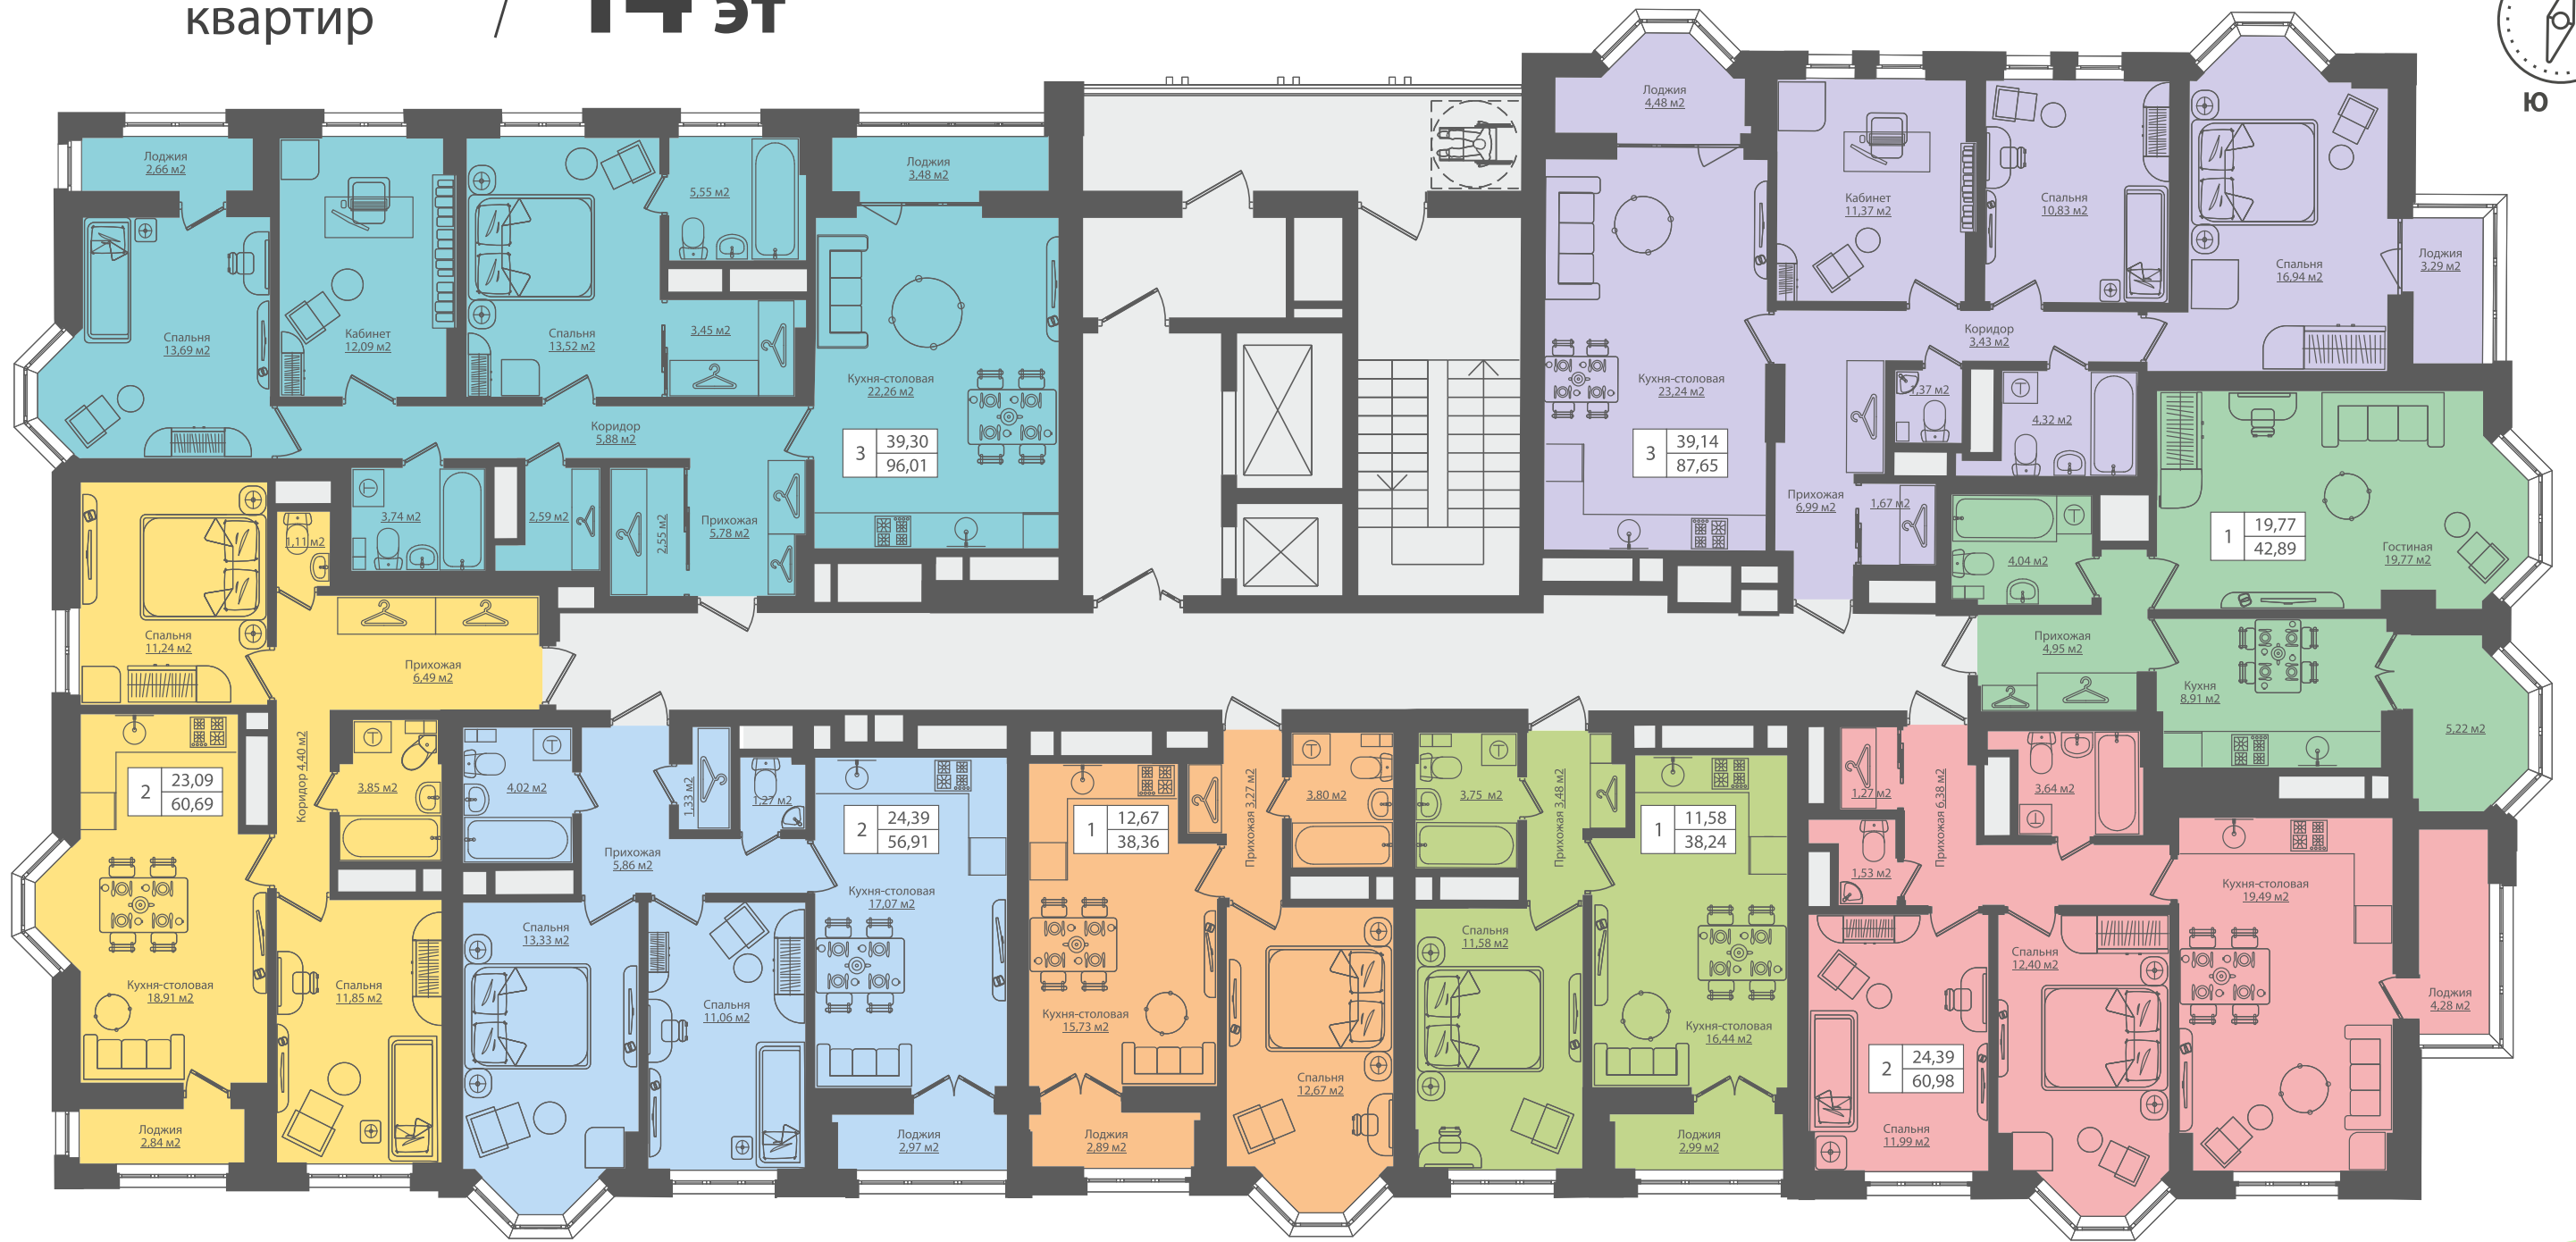 квартир
14 эт
Ю
Лоджия
2,66 м2
Спальня
13,69 м2
Кабинет
12,09 м2
Спальня
13,52 м2
5,55 м2
3,45 м2
Лоджия
3,48 м2
Кухня-столовая
22,26 м2
3
39,30
96,01
Коридор
5,88 м2
3,74 м2
2,59 м2
2,55 м2
Прихожая
5,78 м2
Лоджия
4,48 м2
Кухня-столовая
23,24 м2
3
39,14
87,65
Кабинет
11,37 м2
Спальня
10,83 м2
Спальня
16,94 м2
Лоджия
3,29 м2
Коридор
3,43 м2
1,37 м2
4,32 м2
Прихожая
6,99 м2
1,67 м2
1
19,77
42,89
Гостиная
19,77 м2
4,04 м2
Прихожая
4,95 м2
Кухня
8,91 м2
5,22 м2
Спальня
11,24 м2
1,11 м2
Прихожая
6,49 м2
Коридор 4,40 м2
3,85 м2
2
23,09
60,69
Кухня-столовая
18,91 м2
Спальня
11,85 м2
Лоджия
2,84 м2
4,02 м2
Прихожая
5,86 м2
1,33 м2
1,27 м2
2
24,39
56,91
Кухня-столовая
17,07 м2
Спальня
13,33 м2
Спальня
11,06 м2
Лоджия
2,97 м2
1
12,67
38,36
Прихожая 3,27 м2
3,80 м2
Кухня-столовая
15,73 м2
Спальня
12,67 м2
Лоджия
2,89 м2
3,75 м2
Прихожая 3,48 м2
1
11,58
38,24
Спальня
11,58 м2
Кухня-столовая
16,44 м2
Лоджия
2,99 м2
1,27 м2
Прихожая 6,38 м2
3,64 м2
1,53 м2
Кухня-столовая
19,49 м2
Спальня
12,40 м2
2
24,39
60,98
Спальня
11,99 м2
Лоджия
4,28 м2